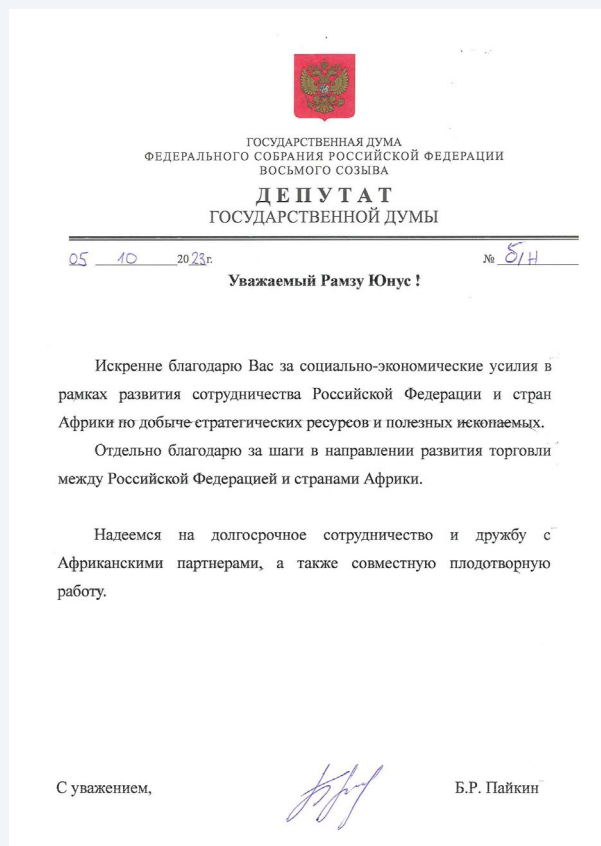 ГОСУДАРСТВЕННАЯ ДУМА
ФЕДЕРАЛЬНОГО СОБРАНИЯ РОССИЙСКОЙ ФЕДЕРАЦИИ
ВОСЬМОГО СОЗЫВА
ДЕПУТАТ
ГОСУДАРСТВЕННОЙ ДУМЫ
05 10 2023г. № б/н
Уважаемый Рамзу Юнус !
Искренне благодарю Вас за социально-экономические усилия в
рамках развития сотрудничества Российской Федерации и стран
Африки по добыче стратегических ресурсов и полезных ископаемых.
Отдельно благодарю за шаги в направлении развития торговли
между Российской Федерацией и странами Африки.
Надеемся на долгосрочное сотрудничество и дружбу с
Африканскими партнерами, а также совместную плодотворную
работу.
С уважением, Б.Р. Пайкин